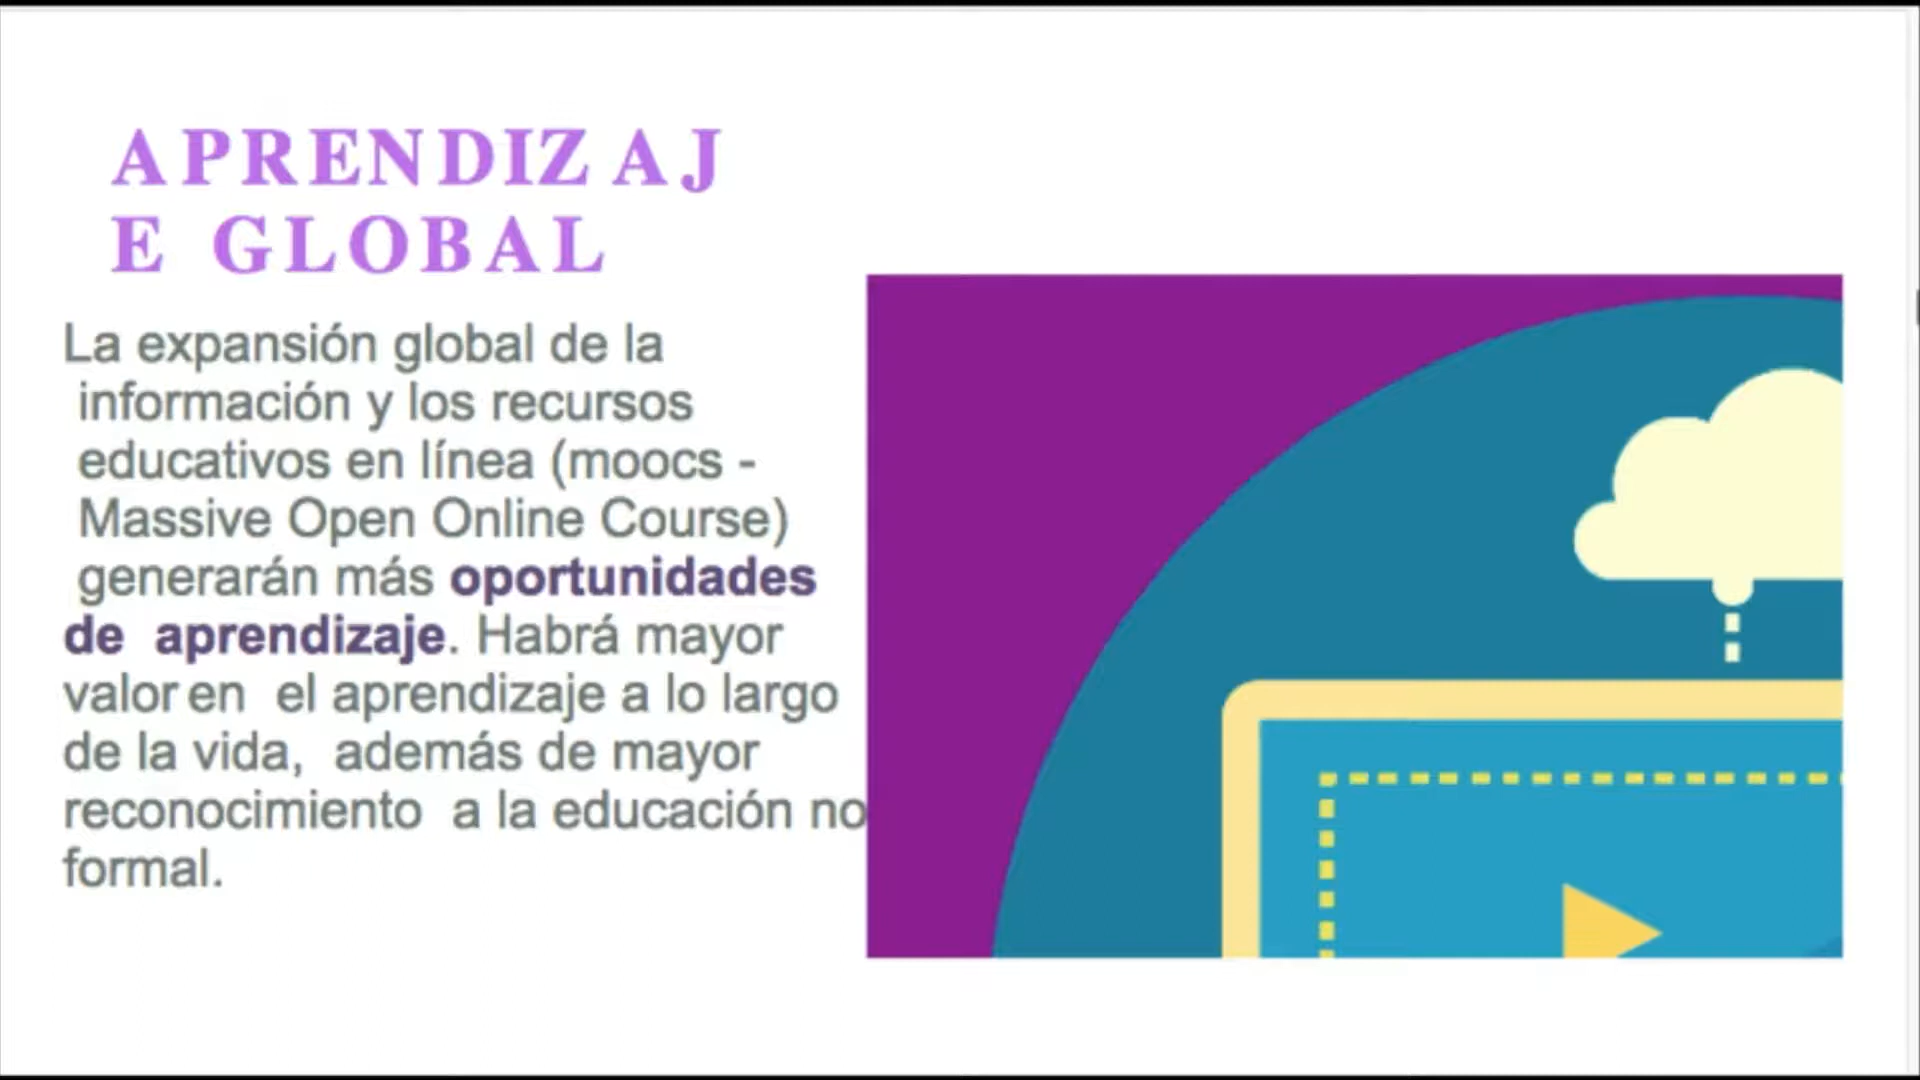 APRENDIZAJ
E GLOBAL
La expansión global de la
información y los recursos
educativos en línea (moocs -
Massive Open Online Course)
generarán más oportunidades
de aprendizaje. Habrá mayor
valor en el aprendizaje a lo largo
de la vida, además de mayor
reconocimiento a la educación no
formal.